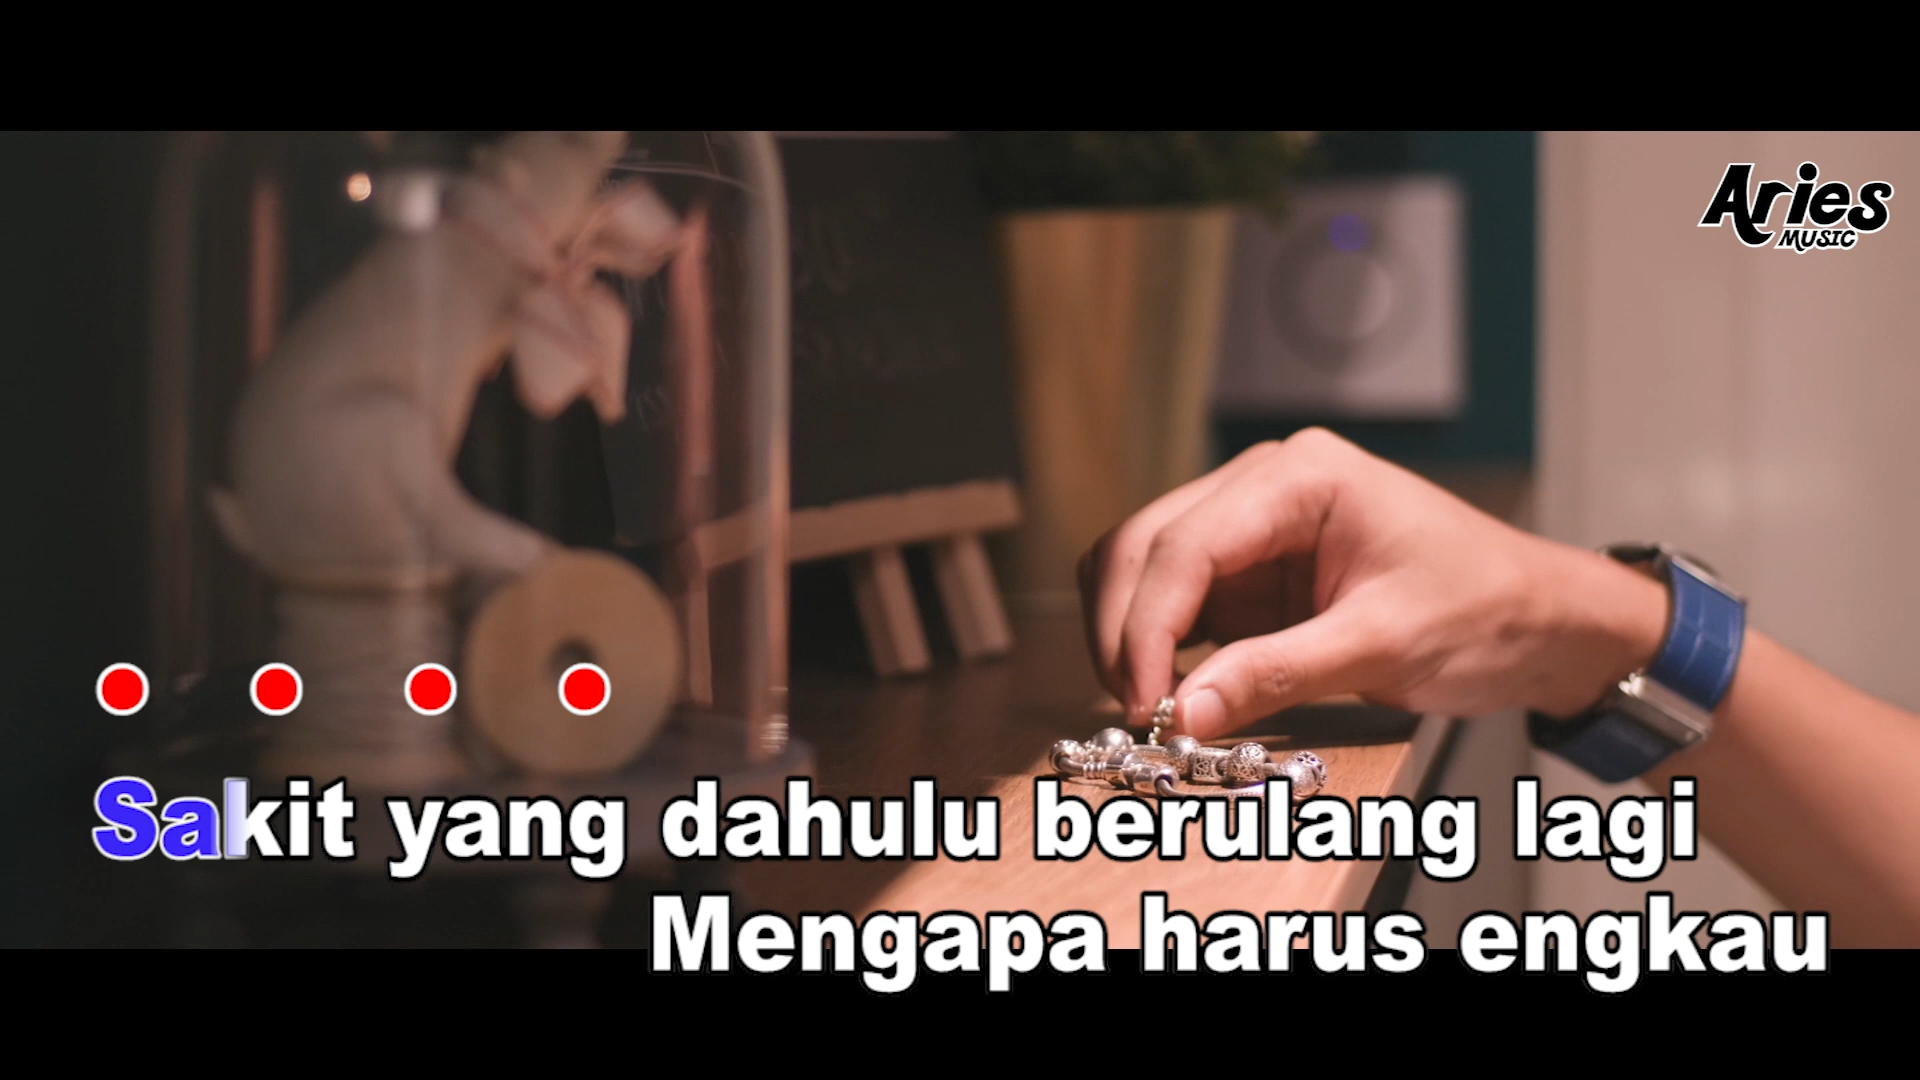 Aries
MUSIC
Sakit yang dahulu berulang lagi
Mengapa harus engkau